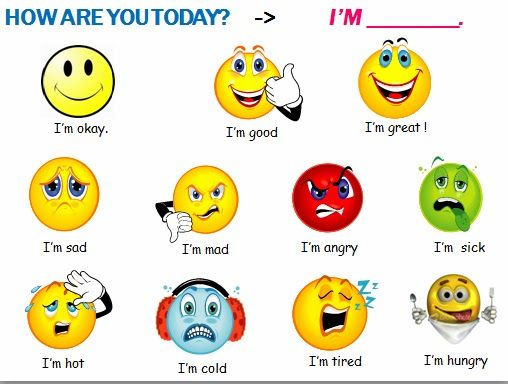 HOW ARE YOU TODAY? -> I'M ________.
I'm okay. I'm good I'm great !
I'm sad I'm mad I'm angry I'm sick
I'm hot I'm cold I'm tired I'm hungry
z z z